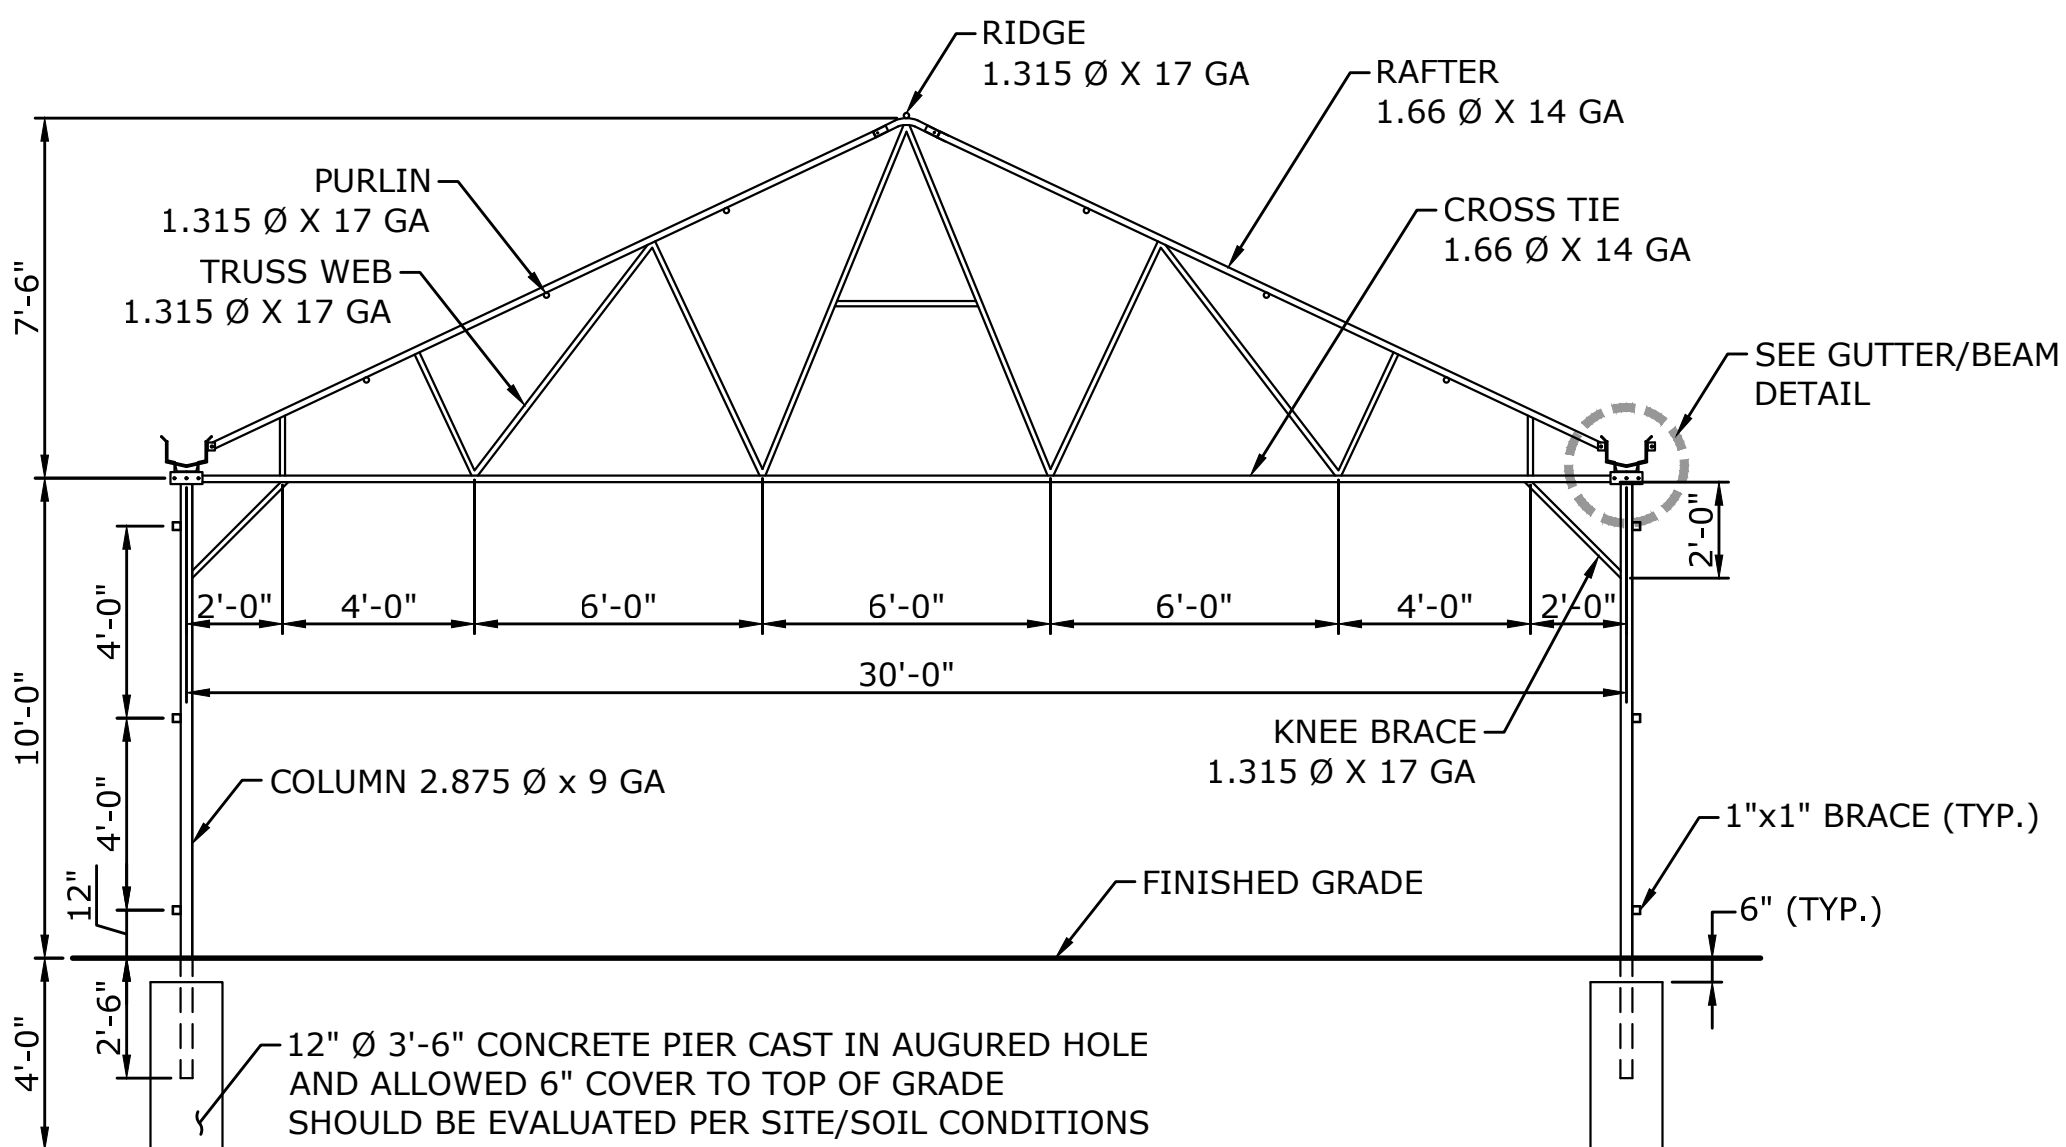 RIDGE
1.315 Ø X 17 GA
RAFTER
1.66 Ø X 14 GA
PURLIN
1.315 Ø X 17 GA
CROSS TIE
1.66 Ø X 14 GA
TRUSS WEB
1.315 Ø X 17 GA
7'-6"
SEE GUTTER/BEAM
DETAIL
2'-0"
2'-0"
4'-0"
6'-0"
6'-0"
6'-0"
4'-0"
2'-0"
4'-0"
30'-0"
10'-0"
KNEE BRACE
1.315 Ø X 17 GA
COLUMN 2.875 Ø x 9 GA
4'-0"
1"x1" BRACE (TYP.)
12"
FINISHED GRADE
6" (TYP.)
2'-6"
4'-0"
12" Ø 3'-6" CONCRETE PIER CAST IN AUGURED HOLE
AND ALLOWED 6" COVER TO TOP OF GRADE
SHOULD BE EVALUATED PER SITE/SOIL CONDITIONS